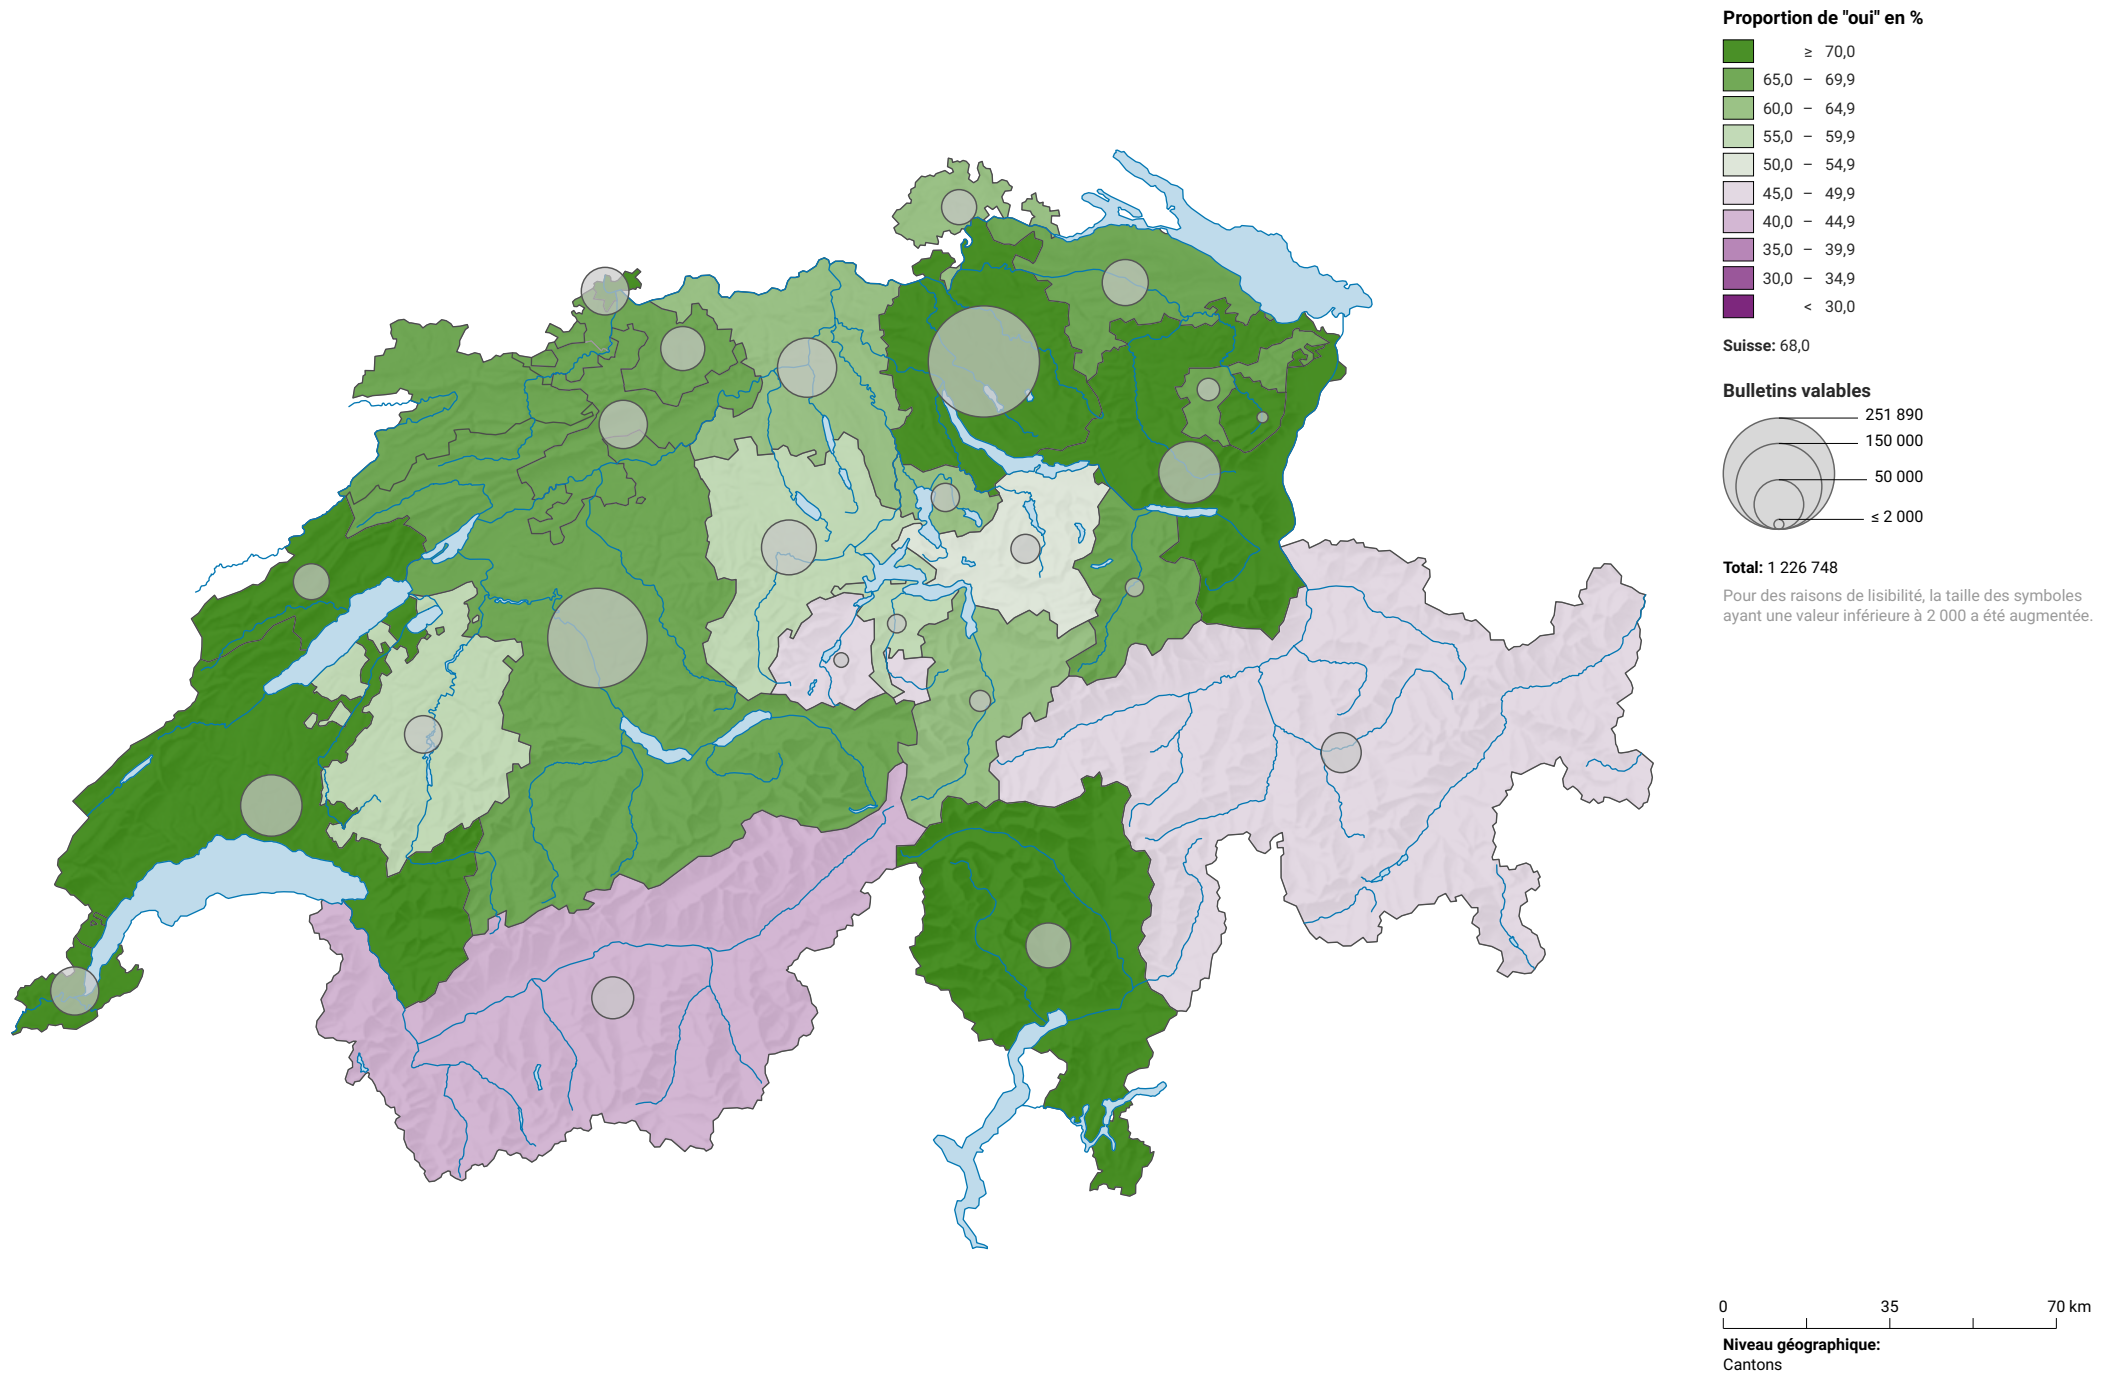 Proportion de "oui" en %
≥ 70,0
65,0 – 69,9
60,0 – 64,9
55,0 – 59,9
50,0 – 54,9
45,0 – 49,9
40,0 – 44,9
35,0 – 39,9
30,0 – 34,9
< 30,0
Suisse: 68,0
Bulletins valables
251 890
150 000
50 000
≤ 2 000
Total: 1 226 748
Pour des raisons de lisibilité, la taille des symboles
ayant une valeur inférieure à 2 000 a été augmentée.
0 35 70 km
Niveau géographique:
Cantons